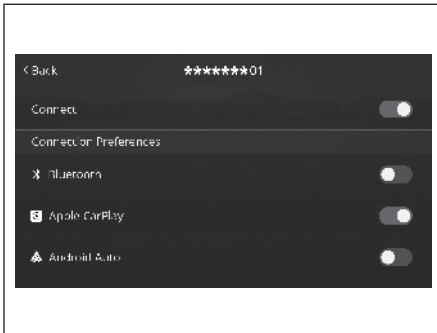 < Back
*******01
Connect
Connection Preferences
Bluetooth
Apple CarPlay
Android Auto